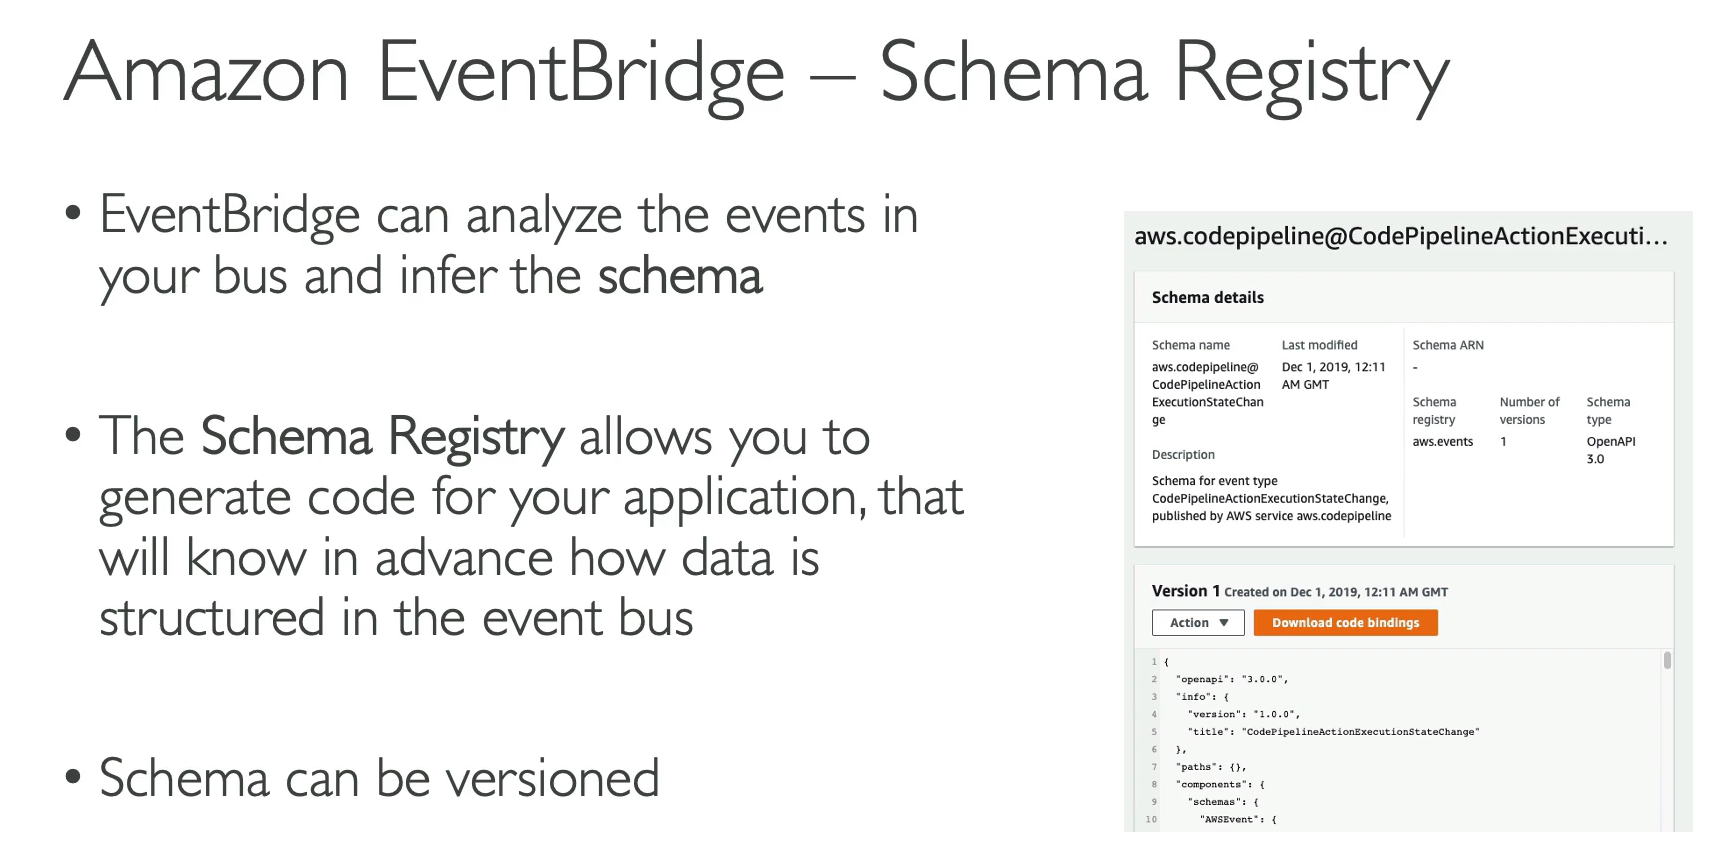 Amazon EventBridge – Schema Registry
• EventBridge can analyze the events in
your bus and infer the schema
• The Schema Registry allows you to
generate code for your application, that
will know in advance how data is
structured in the event bus
• Schema can be versioned
aws.codepipeline@CodePipelineActionExecuti...
Schema details
Schema name
aws.codepipeline@
CodePipelineAction
ExecutionStateChan
ge
Last modified
Dec 1, 2019, 12:11
AM GMT
Description
Schema for event type
CodePipelineActionExecutionStateChange,
published by AWS service aws.codepipeline
Schema ARN
-
Schema
registry
aws.events
Number of
versions
1
Schema
type
OpenAPI
3.0
Version 1 Created on Dec 1, 2019, 12:11 AM GMT
Action ▼
Download code bindings
1 {
2 "openapi": "3.0.0",
3 "info": {
4 "version": "1.0.0",
5 "title": "CodePipelineActionExecutionStateChange"
6 },
7 "paths": {},
8 "components": {
9 "schemas": {
10 "AWSEvent": {